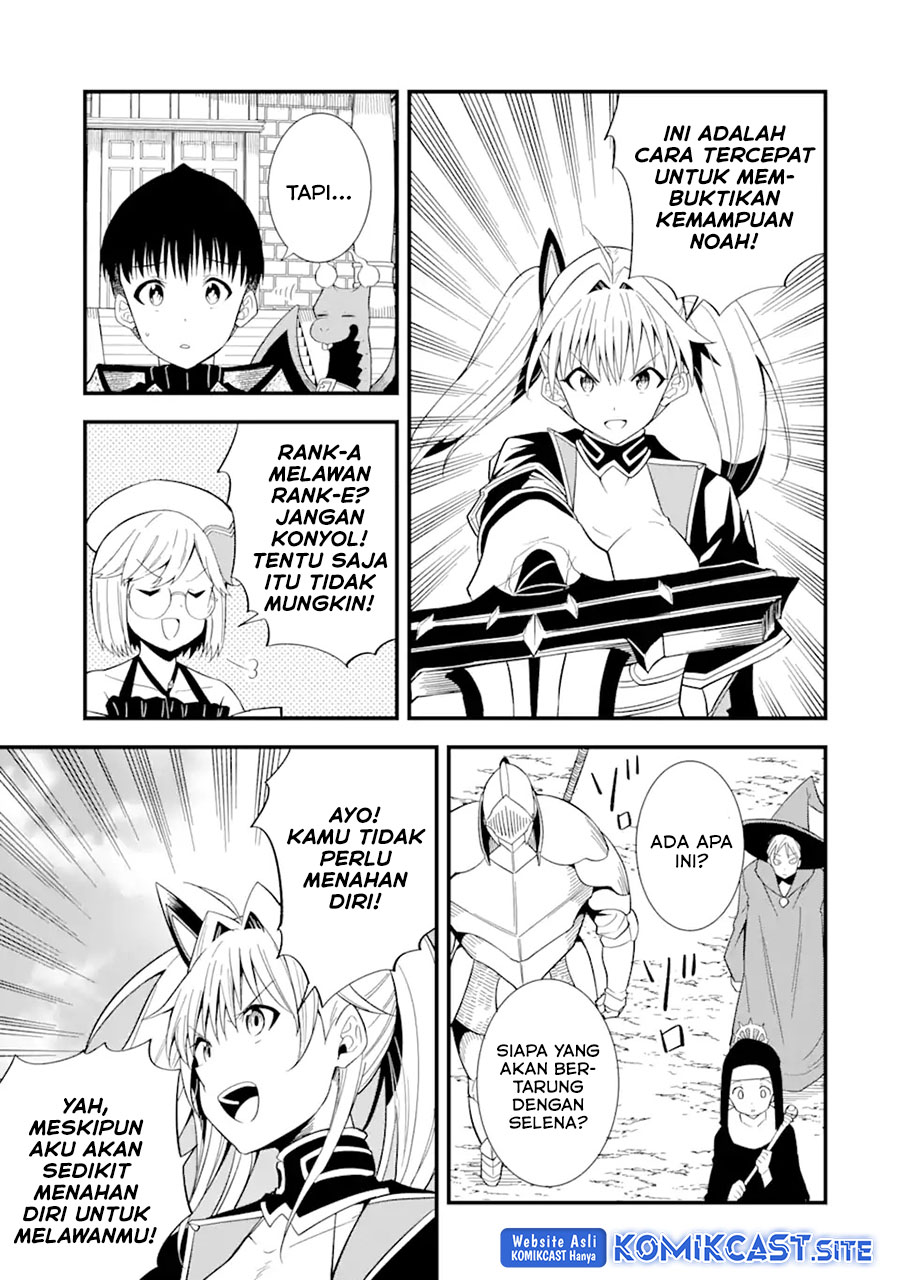 INI ADALAH
CARA TERCEPAT
UNTUK MEM-
BUKTIKAN
KEMAMPUAN
NOAH!
TAPI...
RANK-A
MELAWAN
RANK-E?
JANGAN
KONYOL!
TENTU SAJA
ITU TIDAK
MUNGKIN!
ADA APA
INI?
SIAPA YANG
AKAN BER-
TARUNG
DENGAN
SELENA?
AYO!
KAMU TIDAK
PERLU
MENAHAN
DIRI!
YAH,
MESKIPUN
AKU AKAN
SEDIKIT
MENAHAN
DIRI UNTUK
MELAWANMU!
Website Asli
KOMIKCAST Hanya
KOMIKCAST.SITE